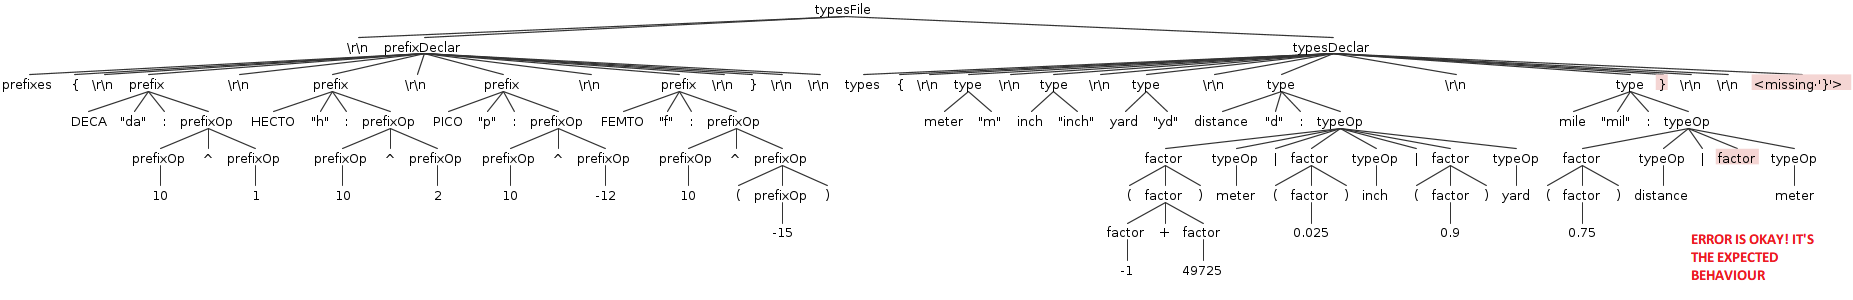 typesFile
\r\n prefixDeclar typesDeclar
prefixes { \r\n prefix \r\n prefix \r\n prefix \r\n prefix \r\n } \r\n \r\n types { \r\n type \r\n type \r\n type \r\n type \r\n type } \r\n \r\n <missing·'}'>
DECA "da" : prefixOp HECTO "h" : prefixOp PICO "p" : prefixOp FEMTO "f" : prefixOp meter "m" inch "inch" yard "yd" distance "d" : typeOp mile "mil" : typeOp
prefixOp ^ prefixOp prefixOp ^ prefixOp prefixOp ^ prefixOp prefixOp ^ prefixOp factor typeOp | factor typeOp | factor typeOp factor typeOp | factor typeOp
10 1 10 2 10 -12 10 ( prefixOp ) ( factor ) meter ( factor ) inch ( factor ) yard ( factor ) distance meter
-15 factor + factor 0.025 0.9 0.75
-1 49725
ERROR IS OKAY! IT'S
THE EXPECTED
BEHAVIOUR